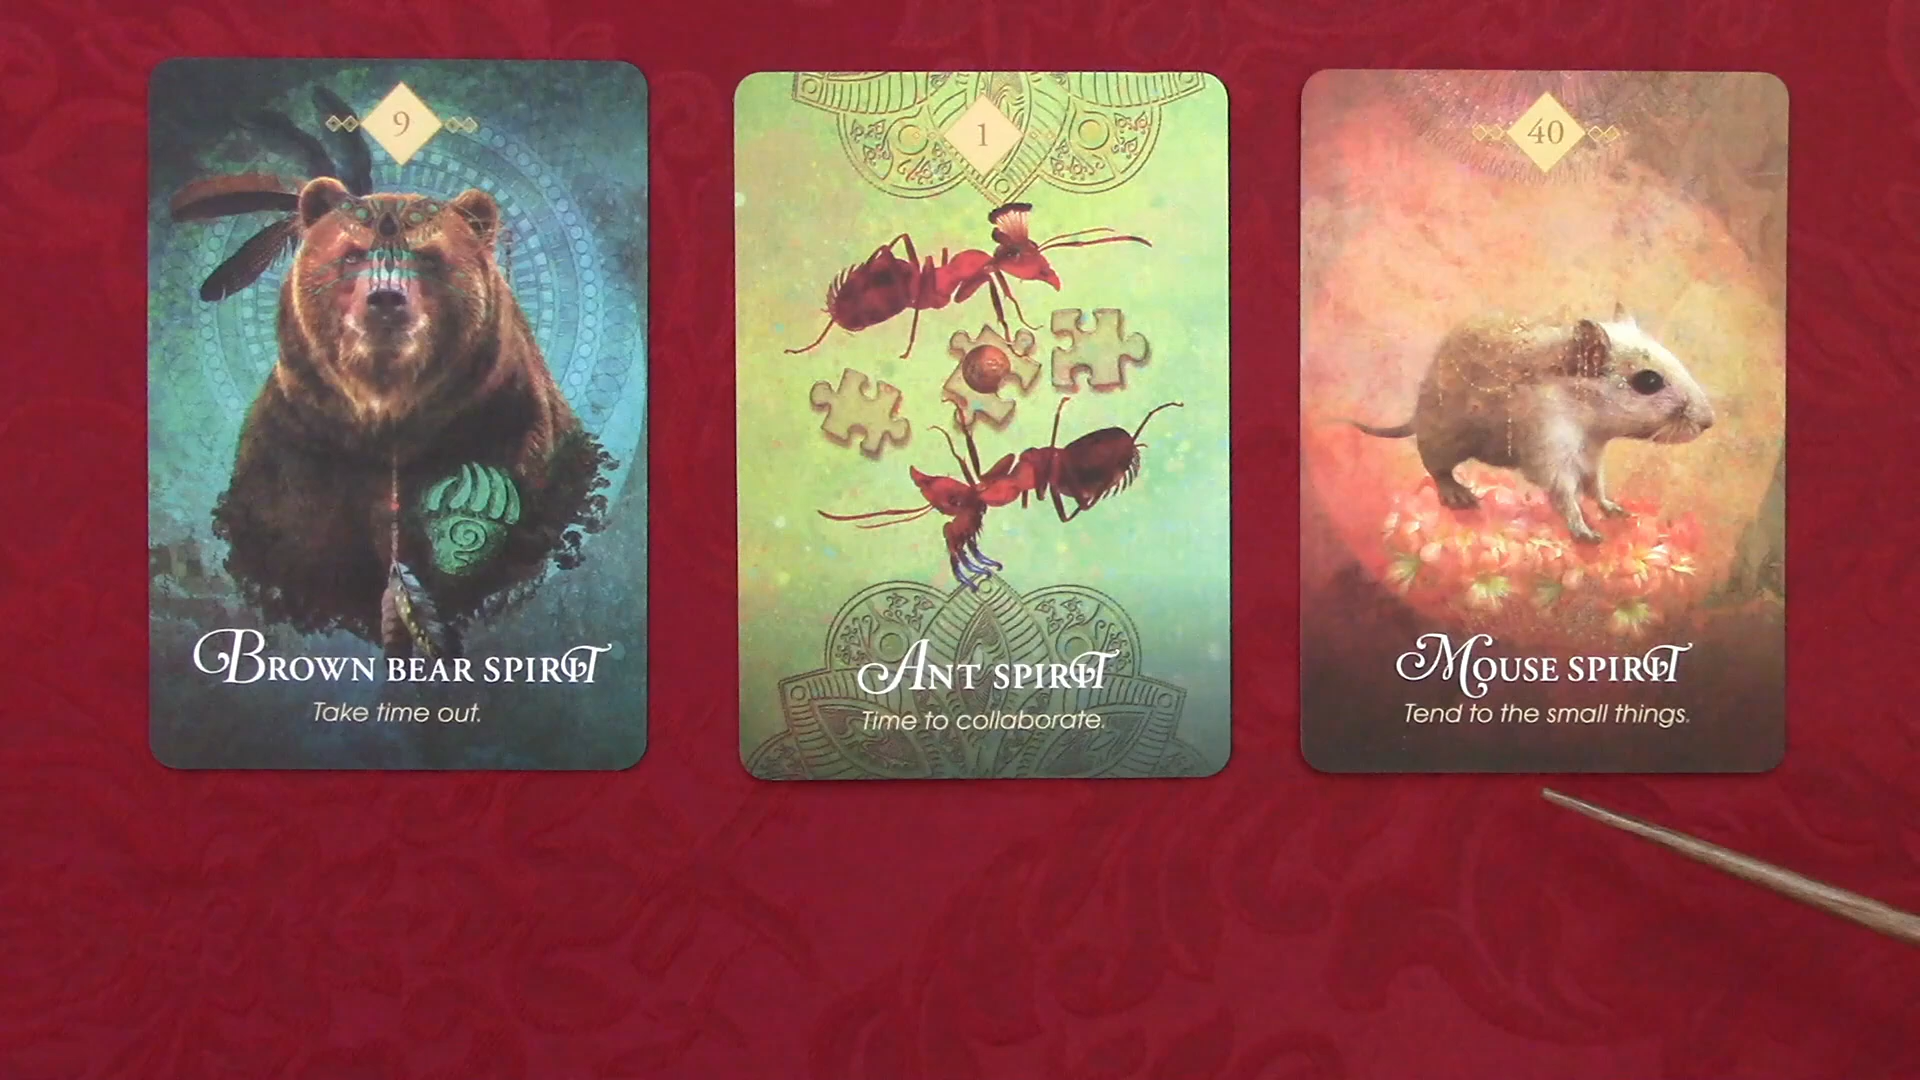 9
BROWN BEAR SPIRIT
Take time out.
1
ANT SPIRIT
Time to collaborate.
40
MOUSE SPIRIT
Tend to the small things.